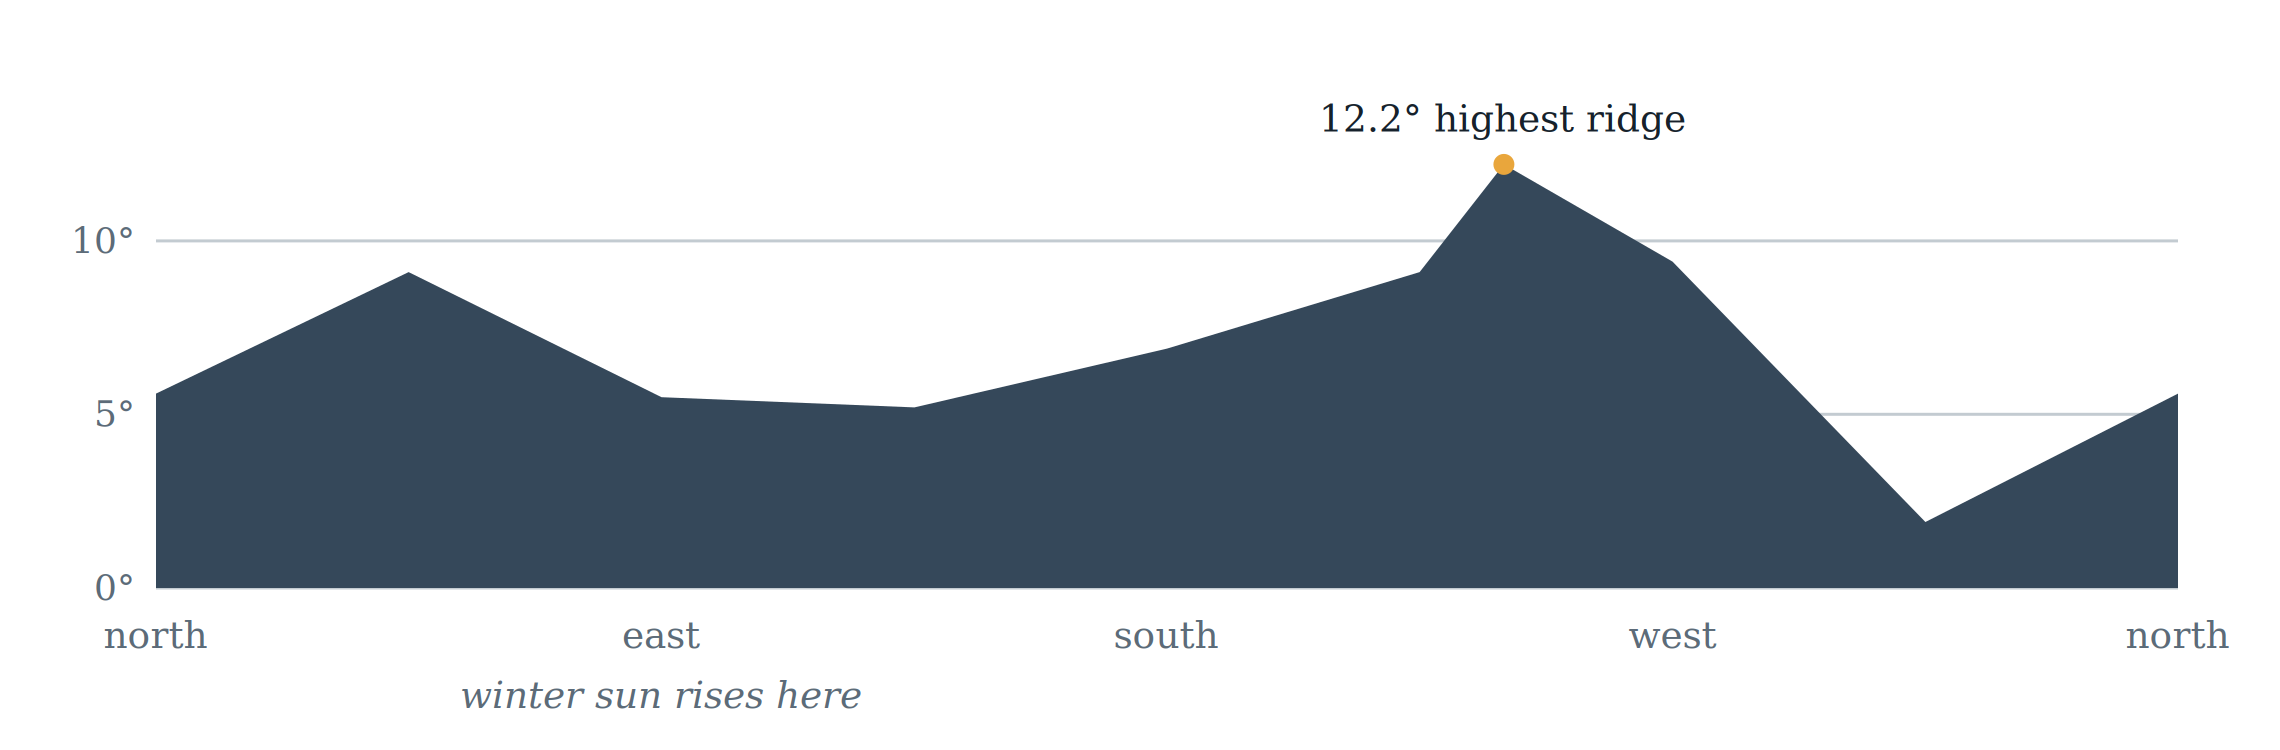 12.2° highest ridge
10°
5°
0°
north east south west north
winter sun rises here